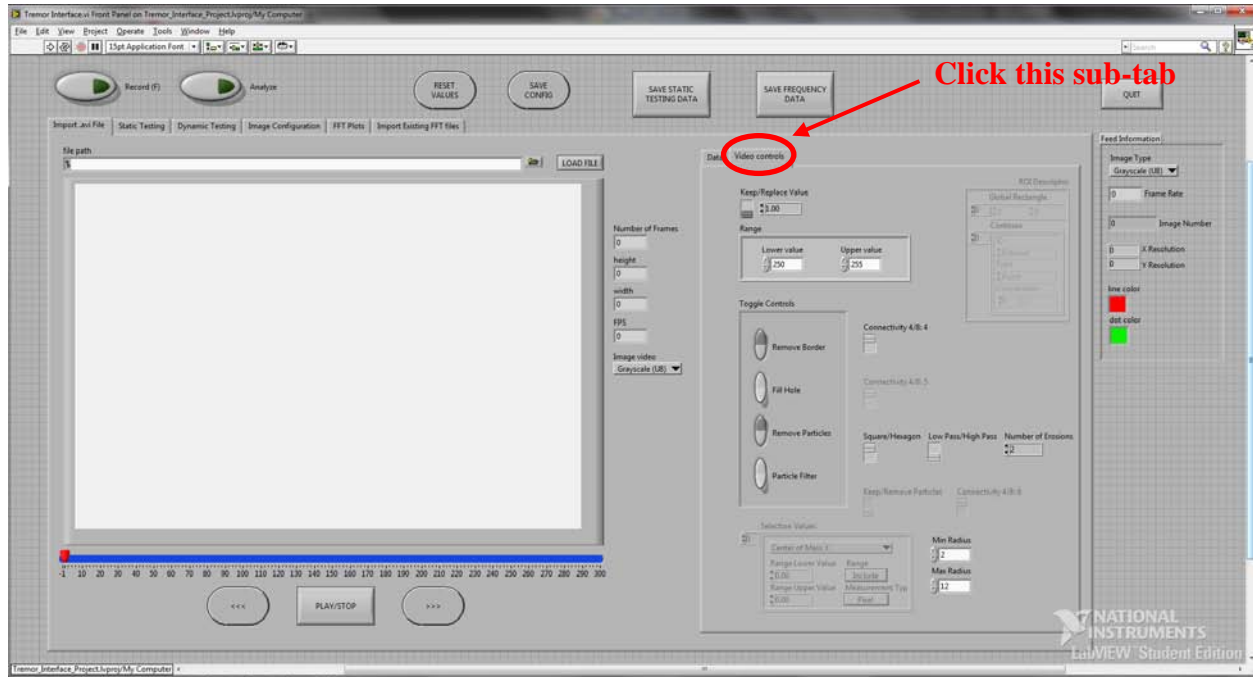 Tremor Interface.vi Front Panel on Tremor_Interface_Project.lvproj/My Computer
File Edit View Project Operate Tools Window Help
15pt Application Font
Search
Record (F)
Analyze
RESET
VALUES
SAVE
CONFIG
SAVE STATIC
TESTING DATA
SAVE FREQUENCY
DATA
Click this sub-tab
QUIT
Import .avi File Static Testing Dynamic Testing Image Configuration FFT Plots Import Existing FFT files
file path
LOAD FILE
Number of Frames
0
height
0
width
0
FPS
0
Image video
Grayscale (U8)
-1 10 20 30 40 50 60 70 80 90 100 110 120 130 140 150 160 170 180 190 200 210 220 230 240 250 260 270 280 290 300
<<<
PLAY/STOP
>>>
Data Video controls
Keep/Replace Value
Range
Lower value Upper value
250 255
ROI Descriptor
Global Rectangle
Contours
Toggle Controls
Remove Border
Fill Hole
Remove Particles
Particle Filter
Connectivity 4/8: 4
Connectivity 4/8: 5
Square/Hexagon Low Pass/High Pass Number of Erosions
2
Keep/Remove Particles Connectivity 4/8: 6
Selection Values
Center of Mass X
Range Lower Value Range
0.00 Include
Range Upper Value Measurement Typ
0.00 Pixel
Min Radius
2
Max Radius
12
Feed Information
Image Type
Grayscale (U8)
0 Frame Rate
0 Image Number
0 X Resolution
0 Y Resolution
line color
dot color
NATIONAL
INSTRUMENTS
LabVIEW Student Edition
Tremor_Interface_Project.lvproj/My Computer